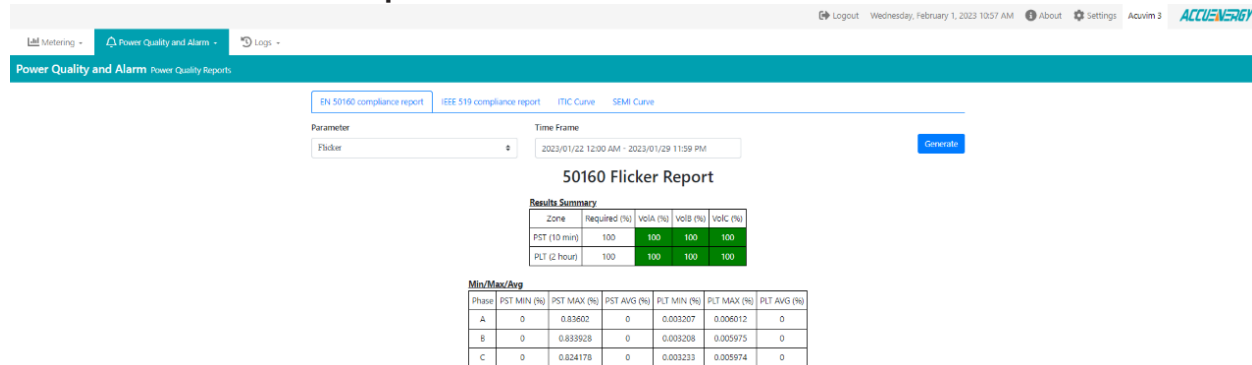 Logout Wednesday, February 1, 2023 10:57 AM About Settings Acuvim 3 ACCUENERGY
Metering Power Quality and Alarm Logs
Power Quality and Alarm Power Quality Reports
EN 50160 compliance report IEEE 519 compliance report ITIC Curve SEMI Curve
Parameter Time Frame
Flicker 2023/01/22 12:00 AM - 2023/01/29 11:59 PM Generate
50160 Flicker Report
Results Summary
Zone Required (%) VolA (%) VolB (%) VolC (%)
PST (10 min) 100 100 100 100
PLT (2 hour) 100 100 100 100
Min/Max/Avg
Phase PST MIN (%) PST MAX (%) PST AVG (%) PLT MIN (%) PLT MAX (%) PLT AVG (%)
A 0 0.83602 0 0.003207 0.006012 0
B 0 0.833928 0 0.003208 0.005975 0
C 0 0.824178 0 0.003233 0.005974 0